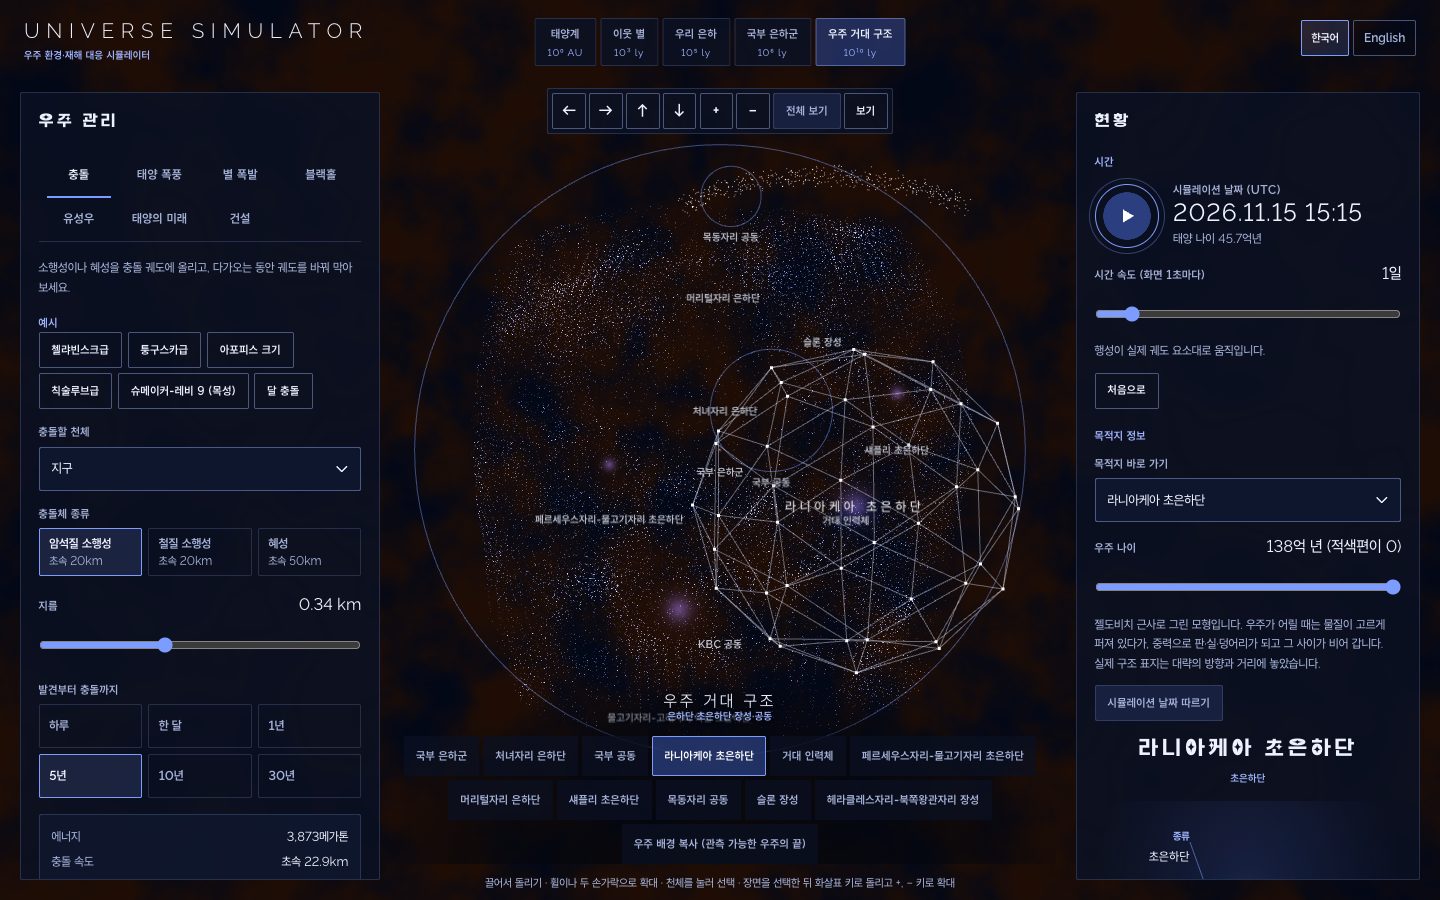 UNIVERSE SIMULATOR
우주 환경·재해 대응 시뮬레이터
태양계
10⁰ AU
이웃 별
10³ ly
우리 은하
10⁵ ly
국부 은하군
10⁶ ly
우주 거대 구조
10¹⁰ ly
한국어
English
← → ↑ ↓ + − 전체 보기 보기
우주 관리
충돌 태양 폭풍 별 폭발 블랙홀
유성우 태양의 미래 건설
소행성이나 혜성을 충돌 궤도에 올리고, 다가오는 동안 궤도를 바꿔 막아
보세요.
예시
첼랴빈스크급 퉁구스카급 아포피스 크기
칙술루브급 슈메이커-레비 9 (목성) 달 충돌
충돌할 천체
지구
충돌체 종류
암석질 소행성
초속 20km
철질 소행성
초속 20km
혜성
초속 50km
지름 0.34 km
발견부터 충돌까지
하루 한 달 1년
5년 10년 30년
에너지 3,873메가톤
충돌 속도 초속 22.9km
목동자리 공동
머리털자리 은하단
슬론 장성
처녀자리 은하단
섀플리 초은하단
국부 은하군
국부 공동
라니아케아 초은하단
거대 인력체
페르세우스자리-물고기자리 초은하단
KBC 공동
우주 거대 구조
은하단·초은하단·장성·공동
국부 은하군 처녀자리 은하단 국부 공동 라니아케아 초은하단 거대 인력체 페르세우스자리-물고기자리 초은하단
머리털자리 은하단 섀플리 초은하단 목동자리 공동 슬론 장성 헤라클레스자리-북쪽왕관자리 장성
우주 배경 복사 (관측 가능한 우주의 끝)
끌어서 돌리기 · 휠이나 두 손가락으로 확대 · 천체를 눌러 선택 · 장면을 선택한 뒤 화살표 키로 돌리고 +, − 키로 확대
현황
시간
시뮬레이션 날짜 (UTC)
2026.11.15 15:15
태양 나이 45.7억년
시간 속도 (화면 1초마다) 1일
행성이 실제 궤도 요소대로 움직입니다.
처음으로
목적지 정보
목적지 바로 가기
라니아케아 초은하단
우주 나이 138억 년 (적색편이 0)
젤도비치 근사로 그린 모형입니다. 우주가 어릴 때는 물질이 고르게
퍼져 있다가, 중력으로 판·실·덩어리가 되고 그 사이가 비어 갑니다.
실제 구조 표지는 대략의 방향과 거리에 놓았습니다.
시뮬레이션 날짜 따르기
라니아케아 초은하단
초은하단
종류
초은하단